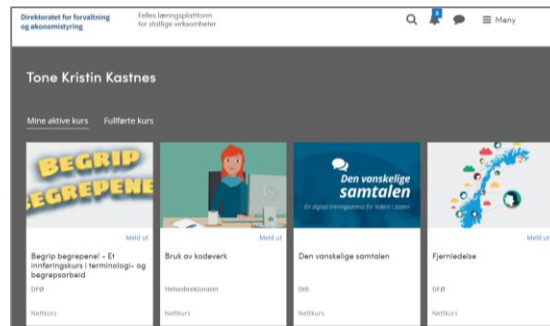 Direktoratet for forvaltning
og økonomistyring
Felles læringsplattform
for statlige virksomheter
0
Meny
Tone Kristin Kastnes
Mine aktive kurs
Fullførte kurs
BEGRIP
BEGREPENE
Den vanskelige
samtalen
En digital treningsarena for ledere i staten
Meld ut
Begrip begrepene! - Et
innføringskurs i terminologi- og
begrepsarbeid
DFØ
Nettkurs
Meld ut
Bruk av kodeverk
Helsedirektoratet
Nettkurs
Den vanskelige samtalen
Nettkurs
Meld ut
Fjernledelse
DFØ
Nettkurs